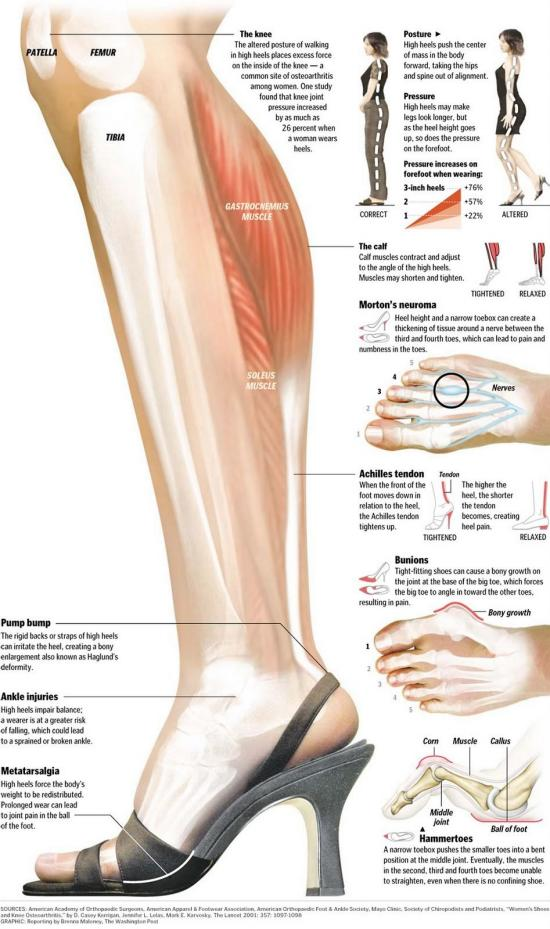 The knee
The altered posture of walking
in high heels places excess force
on the inside of the knee — a
common site of osteoarthritis
among women. One study
found that knee joint
pressure increased
by as much as
26 percent when
a woman wears
heels.
PATELLA
FEMUR
TIBIA
GASTROCNEMIUS
MUSCLE
SOLEUS
MUSCLE
Posture ►
High heels push the center
of mass in the body
forward, taking the hips
and spine out of alignment.
Pressure
High heels may make
legs look longer, but
as the heel height goes
up, so does the pressure
on the forefoot.
Pressure increases on
forefoot when wearing:
3-inch heels +76%
2 +57%
1 +22%
CORRECT
ALTERED
The calf
Calf muscles contract and adjust
to the angle of the high heels.
Muscles may shorten and tighten.
TIGHTENED
RELAXED
Morton's neuroma
Heel height and a narrow toebox can create a
thickening of tissue around a nerve between the
third and fourth toes, which can lead to pain and
numbness in the toes.
5
4
3
2
1
Nerves
Achilles tendon
When the front of the
foot moves down in
relation to the heel,
the Achilles tendon
tightens up.
Tendon
The higher the
heel, the shorter
the tendon
becomes, creating
heel pain.
TIGHTENED
RELAXED
Bunions
Tight-fitting shoes can cause a bony growth on
the joint at the base of the big toe, which forces
the big toe to angle in toward the other toes,
resulting in pain.
Bony growth
1
2
3
4
5
Pump bump
The rigid backs or straps of high heels
can irritate the heel, creating a bony
enlargement also known as Haglund's
deformity.
Ankle injuries
High heels impair balance;
a wearer is at a greater risk
of falling, which could lead
to a sprained or broken ankle.
Metatarsalgia
High heels force the body's
weight to be redistributed.
Prolonged wear can lead
to joint pain in the ball
of the foot.
Corn
Muscle
Callus
Middle
joint
Ball of foot
▲
Hammertoes
A narrow toebox pushes the smaller toes into a bent
position at the middle joint. Eventually, the muscles
in the second, third and fourth toes become unable
to straighten, even when there is no confining shoe.
SOURCES: American Academy of Orthopaedic Surgeons, American Apparel & Footwear Association, American Orthopaedic Foot & Ankle Society, Mayo Clinic, Society of Chiropodists and Podiatrists, "Women's Shoes
and Knee Osteoarthritis," by D. Casey Kerrigan, Jennifer L. Lelas, Mark E. Karvosky, The Lancet 2001: 357: 1097-1098
GRAPHIC: Reporting by Brenna Maloney, The Washington Post